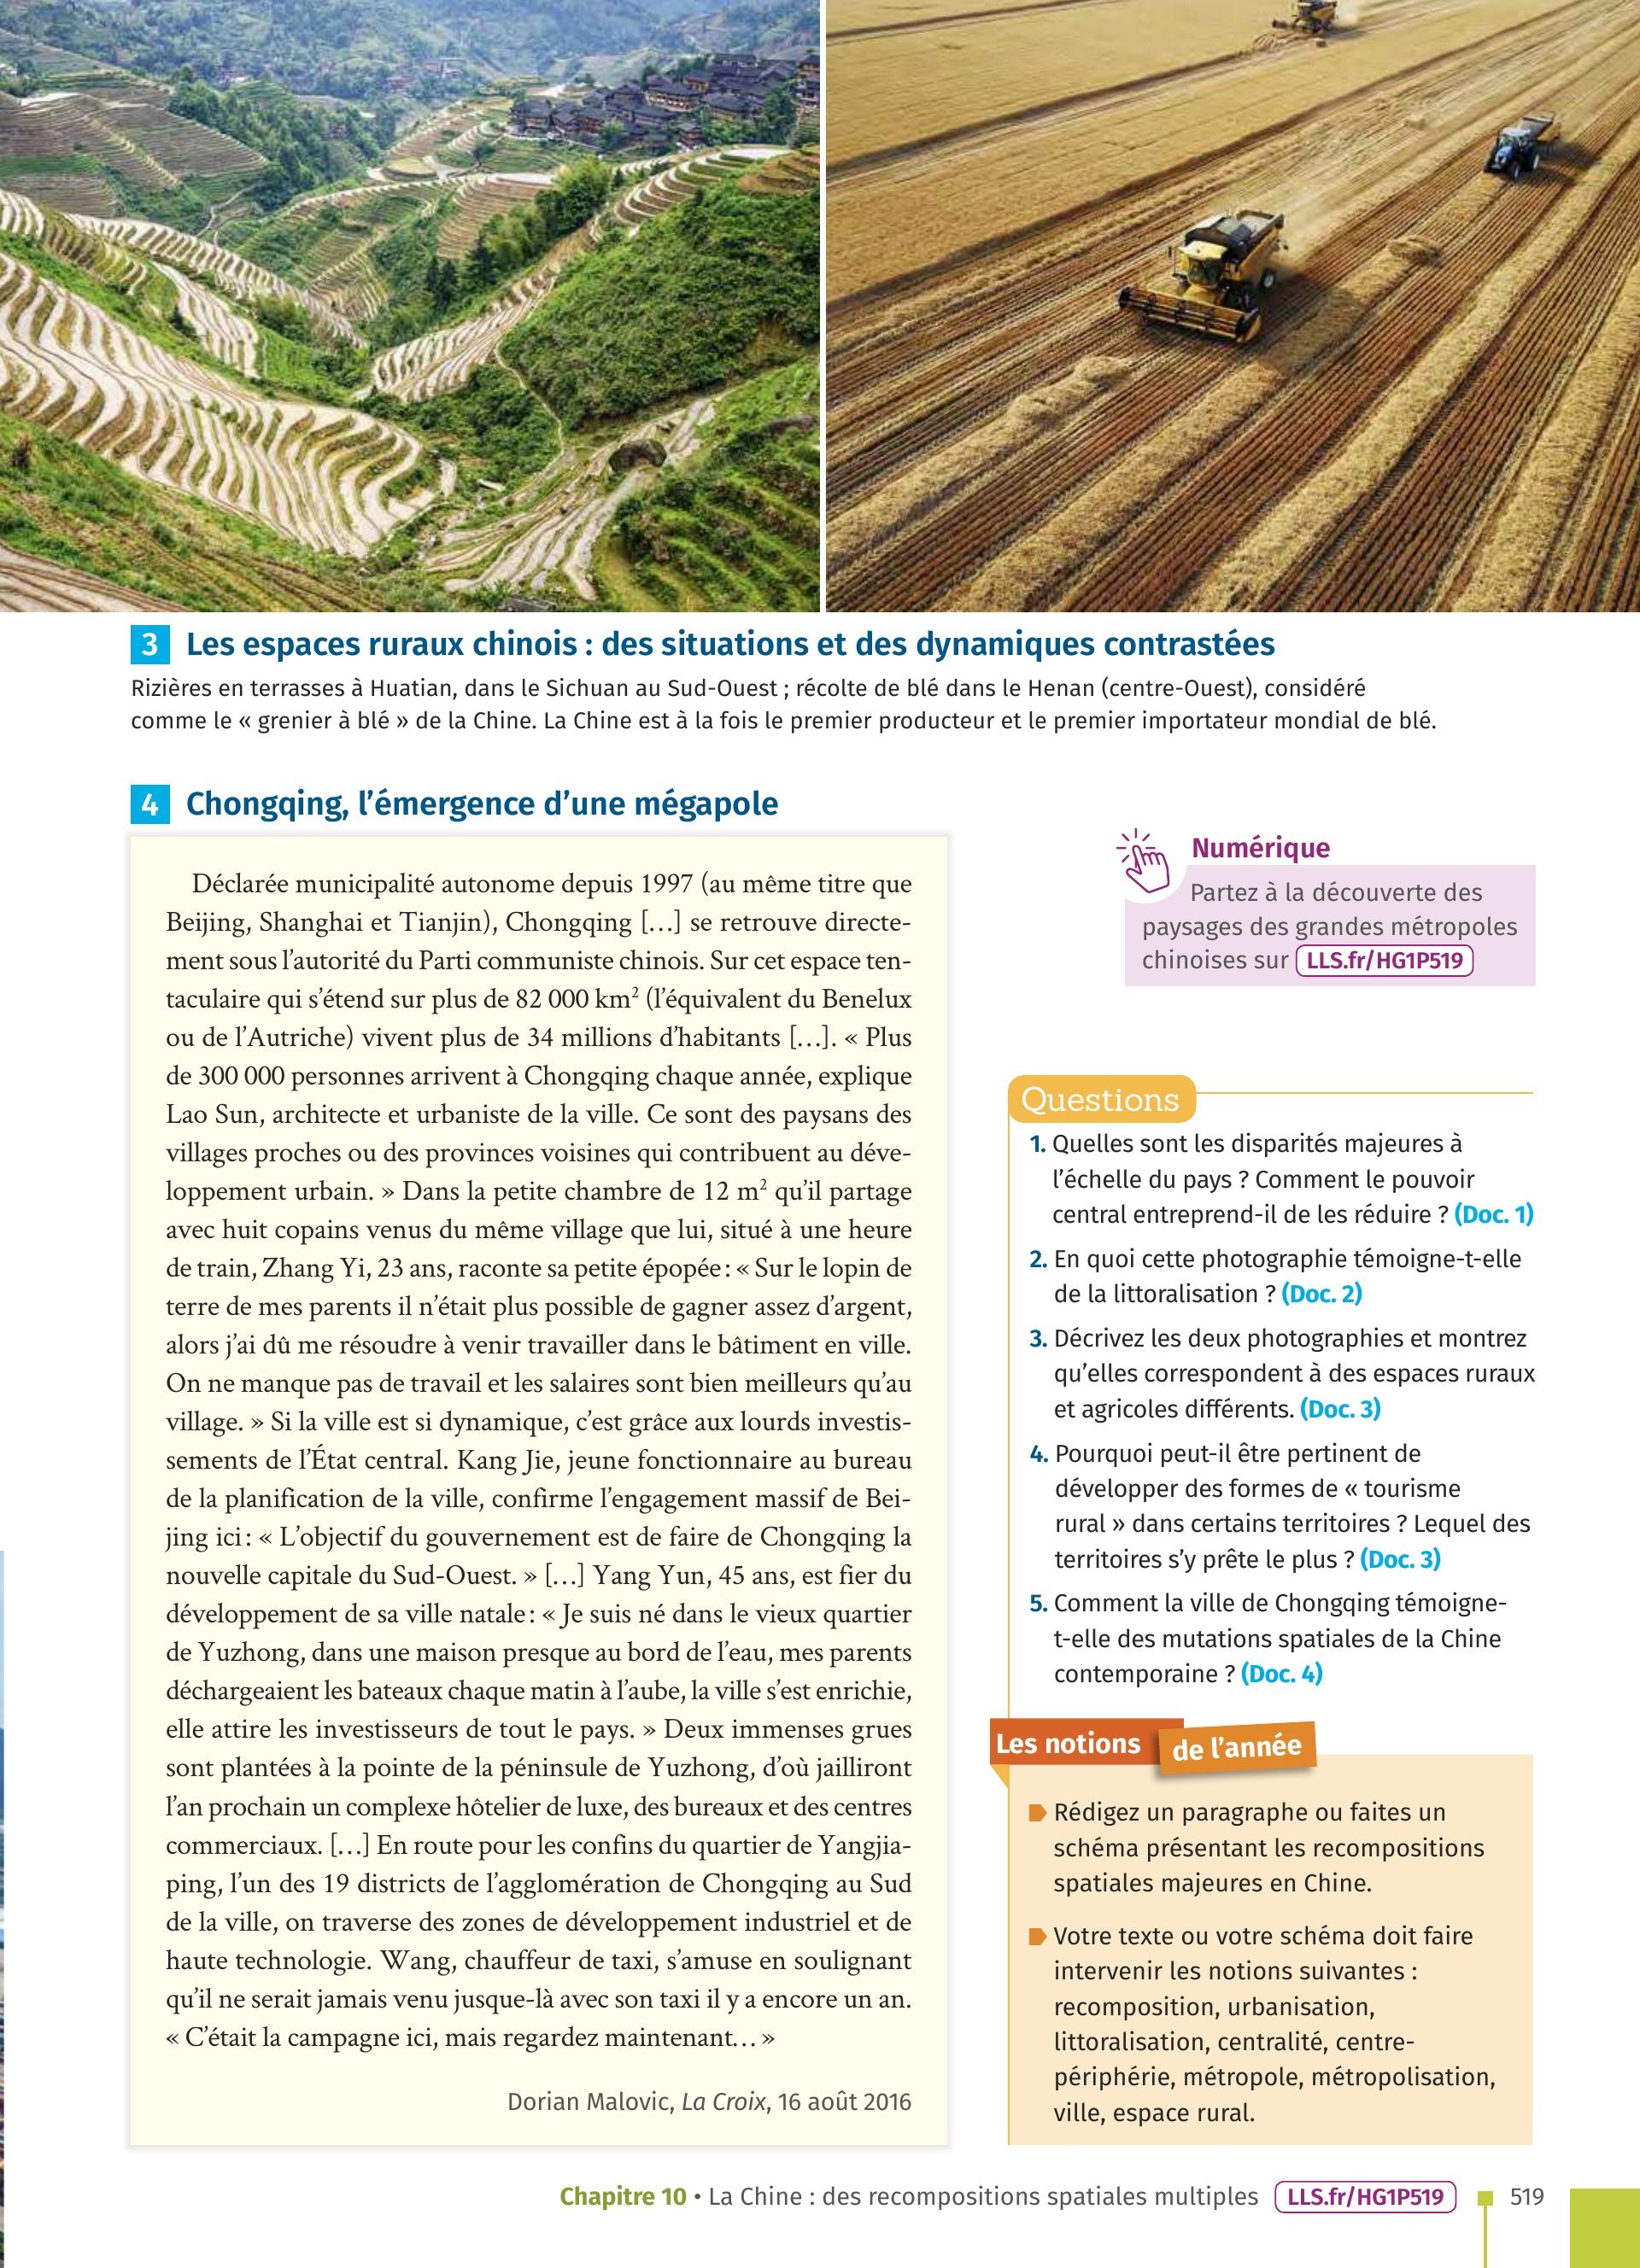 3 Les espaces ruraux chinois : des situations et des dynamiques contrastées
Rizières en terrasses à Huatian, dans le Sichuan au Sud-Ouest ; récolte de blé dans le Henan (centre-Ouest), considéré
comme le « grenier à blé » de la Chine. La Chine est à la fois le premier producteur et le premier importateur mondial de blé.
4 Chongqing, l'émergence d'une mégapole
Déclarée municipalité autonome depuis 1997 (au même titre que
Beijing, Shanghai et Tianjin), Chongqing […] se retrouve directe-
ment sous l'autorité du Parti communiste chinois. Sur cet espace ten-
taculaire qui s'étend sur plus de 82 000 km² (l'équivalent du Benelux
ou de l'Autriche) vivent plus de 34 millions d'habitants […]. « Plus
de 300 000 personnes arrivent à Chongqing chaque année, explique
Lao Sun, architecte et urbaniste de la ville. Ce sont des paysans des
villages proches ou des provinces voisines qui contribuent au déve-
loppement urbain. » Dans la petite chambre de 12 m² qu'il partage
avec huit copains venus du même village que lui, situé à une heure
de train, Zhang Yi, 23 ans, raconte sa petite épopée : « Sur le lopin de
terre de mes parents il n'était plus possible de gagner assez d'argent,
alors j'ai dû me résoudre à venir travailler dans le bâtiment en ville.
On ne manque pas de travail et les salaires sont bien meilleurs qu'au
village. » Si la ville est si dynamique, c'est grâce aux lourds investis-
sements de l'État central. Kang Jie, jeune fonctionnaire au bureau
de la planification de la ville, confirme l'engagement massif de Bei-
jing ici : « L'objectif du gouvernement est de faire de Chongqing la
nouvelle capitale du Sud-Ouest. » […] Yang Yun, 45 ans, est fier du
développement de sa ville natale : « Je suis né dans le vieux quartier
de Yuzhong, dans une maison presque au bord de l'eau, mes parents
déchargeaient les bateaux chaque matin à l'aube, la ville s'est enrichie,
elle attire les investisseurs de tout le pays. » Deux immenses grues
sont plantées à la pointe de la péninsule de Yuzhong, d'où jailliront
l'an prochain un complexe hôtelier de luxe, des bureaux et des centres
commerciaux. […] En route pour les confins du quartier de Yangjia-
ping, l'un des 19 districts de l'agglomération de Chongqing au Sud
de la ville, on traverse des zones de développement industriel et de
haute technologie. Wang, chauffeur de taxi, s'amuse en soulignant
qu'il ne serait jamais venu jusque-là avec son taxi il y a encore un an.
« C'était la campagne ici, mais regardez maintenant… »
Dorian Malovic, La Croix, 16 août 2016
Numérique
Partez à la découverte des
paysages des grandes métropoles
chinoises sur LLS.fr/HG1P519
Questions
1. Quelles sont les disparités majeures à
l'échelle du pays ? Comment le pouvoir
central entreprend-il de les réduire ? (Doc. 1)
2. En quoi cette photographie témoigne-t-elle
de la littoralisation ? (Doc. 2)
3. Décrivez les deux photographies et montrez
qu'elles correspondent à des espaces ruraux
et agricoles différents. (Doc. 3)
4. Pourquoi peut-il être pertinent de
développer des formes de « tourisme
rural » dans certains territoires ? Lequel des
territoires s'y prête le plus ? (Doc. 3)
5. Comment la ville de Chongqing témoigne-
t-elle des mutations spatiales de la Chine
contemporaine ? (Doc. 4)
Les notions de l'année
Rédigez un paragraphe ou faites un
schéma présentant les recompositions
spatiales majeures en Chine.
Votre texte ou votre schéma doit faire
intervenir les notions suivantes :
recomposition, urbanisation,
littoralisation, centralité, centre-
périphérie, métropole, métropolisation,
ville, espace rural.
Chapitre 10 • La Chine : des recompositions spatiales multiples LLS.fr/HG1P519 519